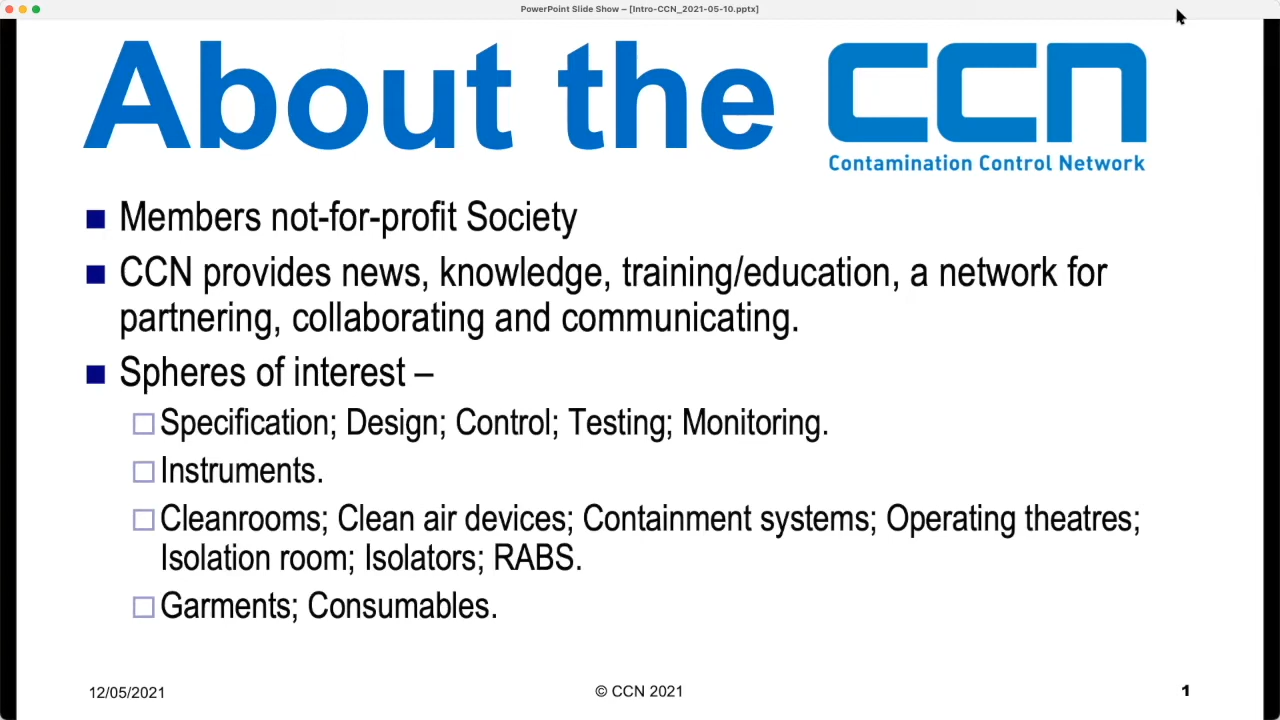 PowerPoint Slide Show – [Intro-CCN_2021-05-10.pptx]
About the CCN
Contamination Control Network
Members not-for-profit Society
CCN provides news, knowledge, training/education, a network for
partnering, collaborating and communicating.
Spheres of interest –
Specification; Design; Control; Testing; Monitoring.
Instruments.
Cleanrooms; Clean air devices; Containment systems; Operating theatres;
Isolation room; Isolators; RABS.
Garments; Consumables.
12/05/2021
© CCN 2021
1